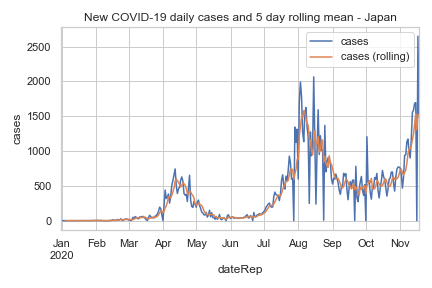 New COVID-19 daily cases and 5 day rolling mean - Japan
cases
cases (rolling)
2500
2000
1500
1000
500
0
cases
Jan Feb Mar Apr May Jun Jul Aug Sep Oct Nov
2020
dateRep